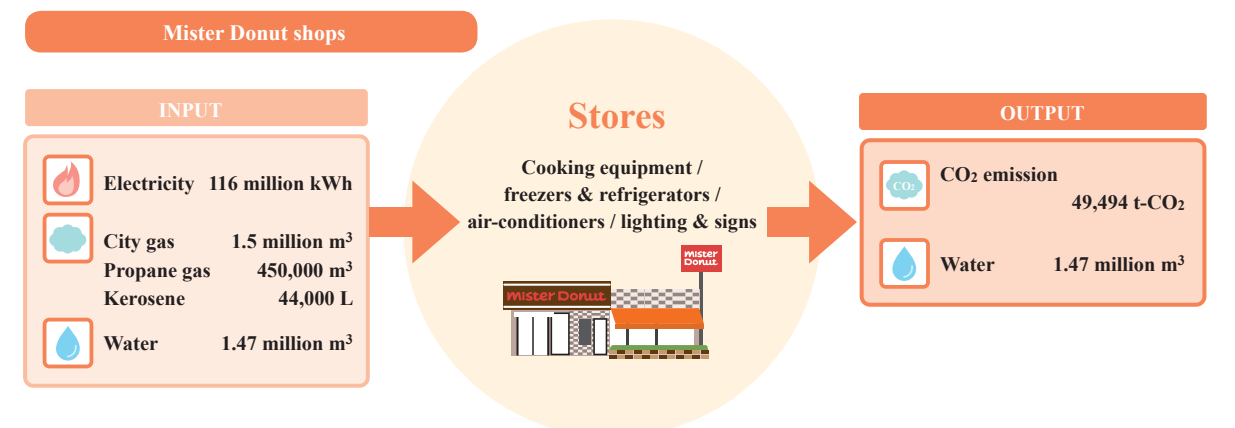 Mister Donut shops
INPUT
Electricity 116 million kWh
City gas 1.5 million m³
Propane gas 450,000 m³
Kerosene 44,000 L
Water 1.47 million m³
Stores
Cooking equipment /
freezers & refrigerators /
air-conditioners / lighting & signs
mister
Donut
mister Donut
OUTPUT
CO₂
CO₂ emission
49,494 t-CO₂
Water 1.47 million m³